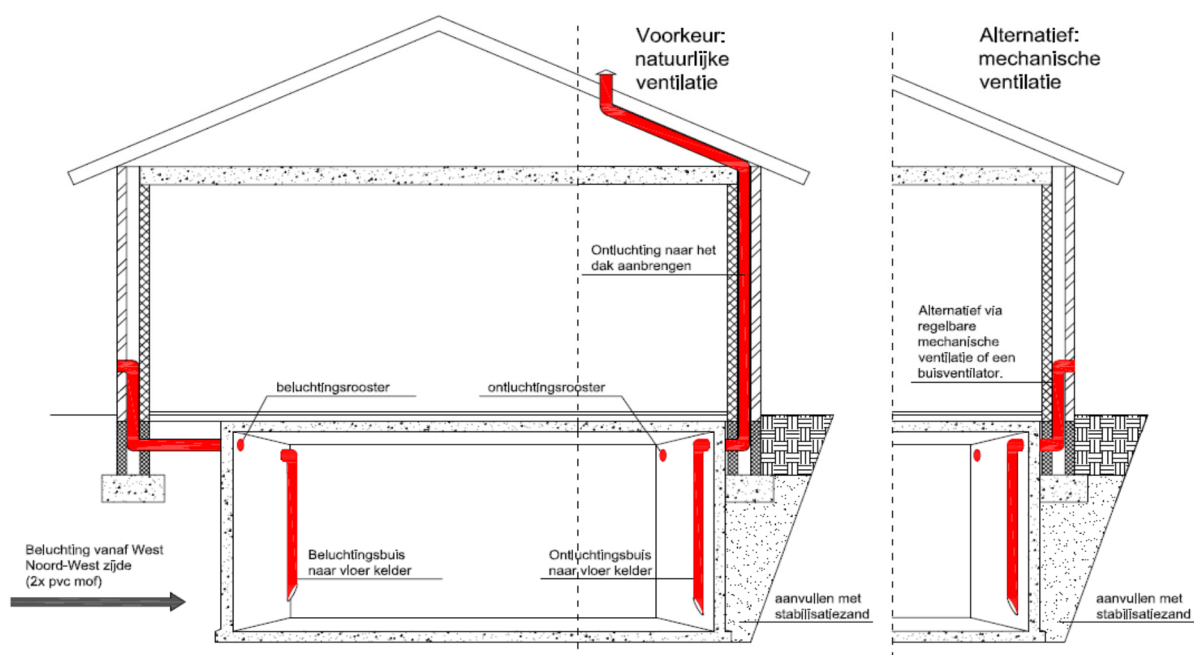 Voorkeur:
natuurlijke
ventilatie
Alternatief:
mechanische
ventilatie
Ontluchting naar het
dak aanbrengen
Alternatief via
regelbare
mechanische
ventilatie of een
buisventilator.
beluchtingsrooster
ontluchtingsrooster
Beluchting vanaf West
Noord-West zijde
(2x pvc mof)
Beluchtingsbuis
naar vloer kelder
Ontluchtingsbuis
naar vloer kelder
aanvullen met
stabilisatiezand
aanvullen met
stabilisatiezand